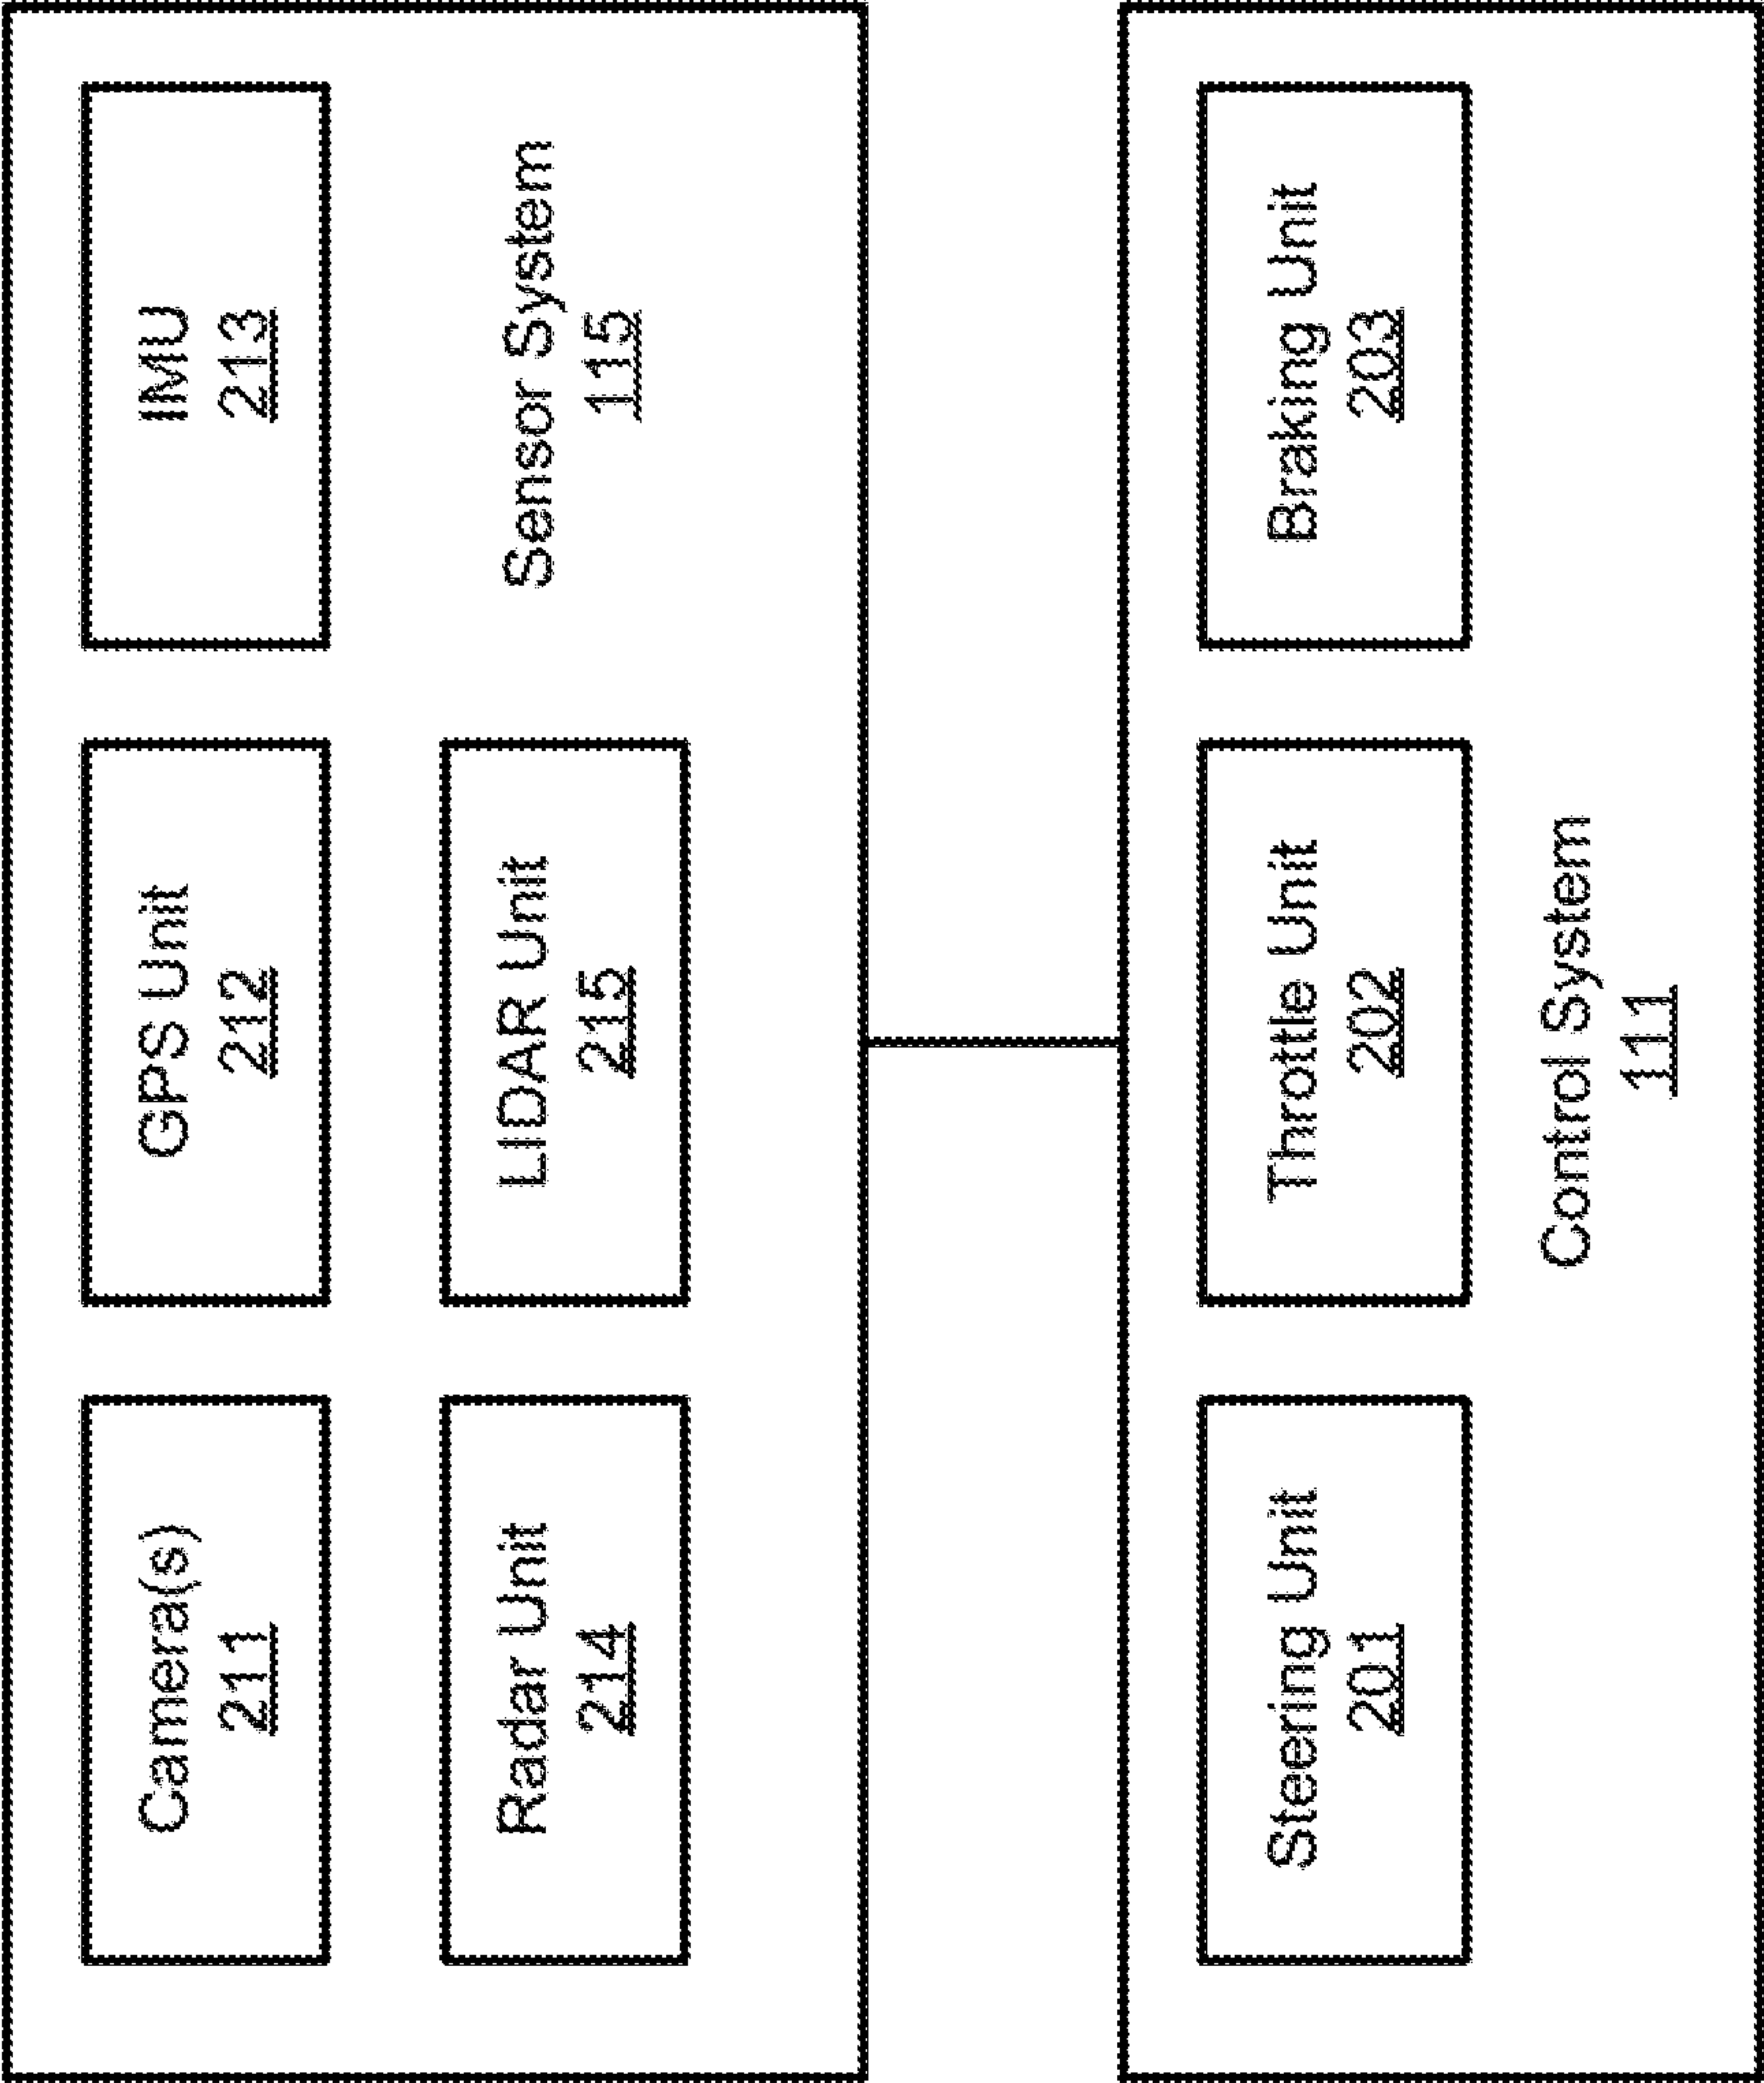 Camera(s)
211
GPS Unit
212
IMU
213
Radar Unit
214
LIDAR Unit
215
Sensor System
115
Steering Unit
201
Throttle Unit
202
Braking Unit
203
Control System
111